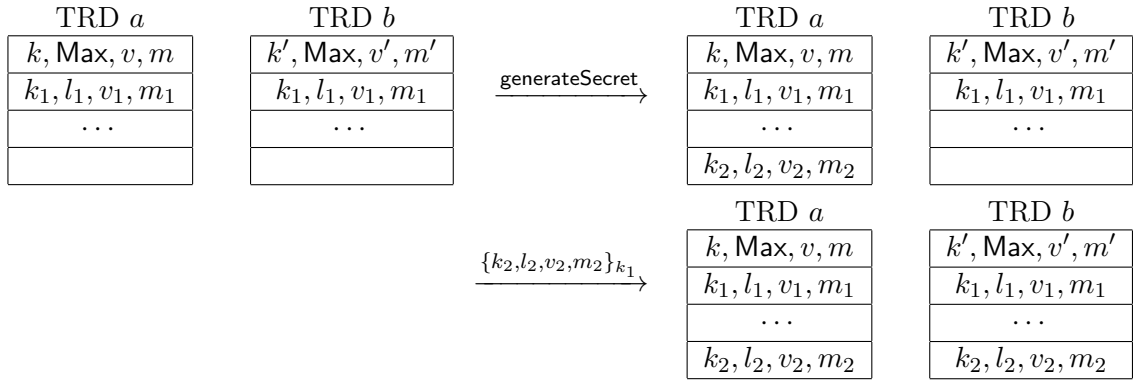 TRD a TRD b TRD a TRD b
k, Max, v, m k′, Max, v′, m′ k, Max, v, m k′, Max, v′, m′
k₁, l₁, v₁, m₁ k₁, l₁, v₁, m₁ generateSecret k₁, l₁, v₁, m₁ k₁, l₁, v₁, m₁
··· ··· ··· ···
k₂, l₂, v₂, m₂
TRD a TRD b
k, Max, v, m k′, Max, v′, m′
{k₂,l₂,v₂,m₂}k₁ k₁, l₁, v₁, m₁ k₁, l₁, v₁, m₁
··· ···
k₂, l₂, v₂, m₂ k₂, l₂, v₂, m₂